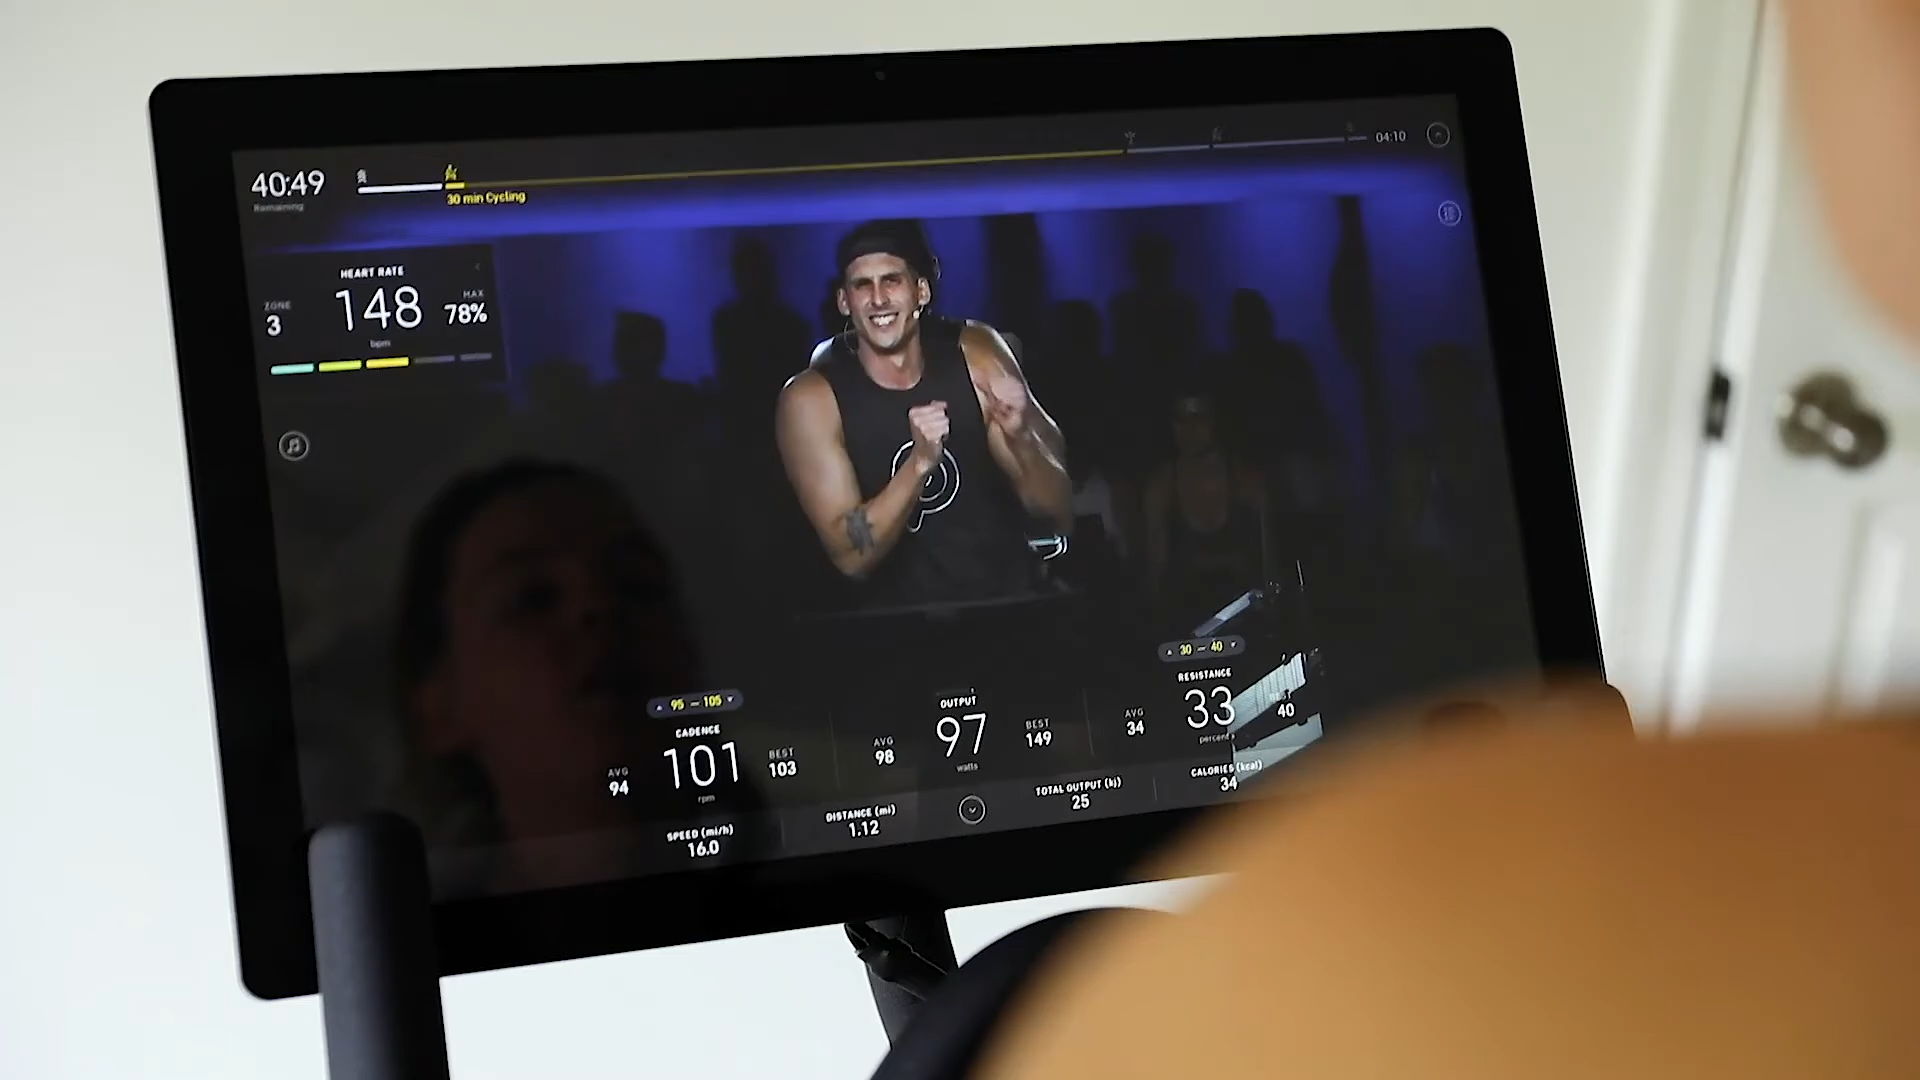 40:49
Remaining
30 min Cycling
04:10
HEART RATE
ZONE
3
148
bpm
MAX
78%
95 – 105
CADENCE
AVG
94
101
rpm
BEST
103
OUTPUT
AVG
98
97
watts
BEST
149
30 – 40
RESISTANCE
AVG
34
33
percent
BEST
40
SPEED (mi/h)
16.0
DISTANCE (mi)
1.12
TOTAL OUTPUT (kj)
25
CALORIES (kcal)
34